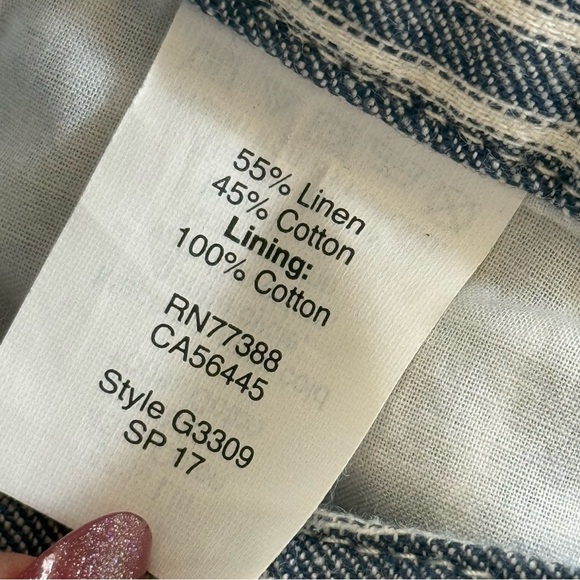 55% Linen
45% Cotton
Lining:
100% Cotton
RN77388
CA56445
Style G3309
SP 17